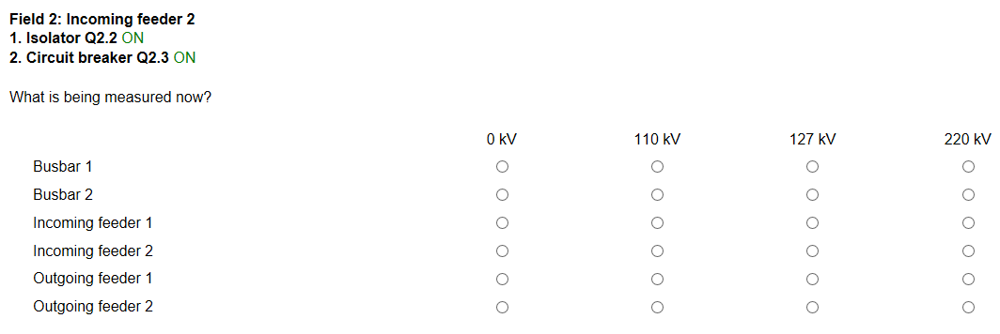 Field 2: Incoming feeder 2
1. Isolator Q2.2 ON
2. Circuit breaker Q2.3 ON
What is being measured now?
0 kV 110 kV 127 kV 220 kV
Busbar 1
Busbar 2
Incoming feeder 1
Incoming feeder 2
Outgoing feeder 1
Outgoing feeder 2